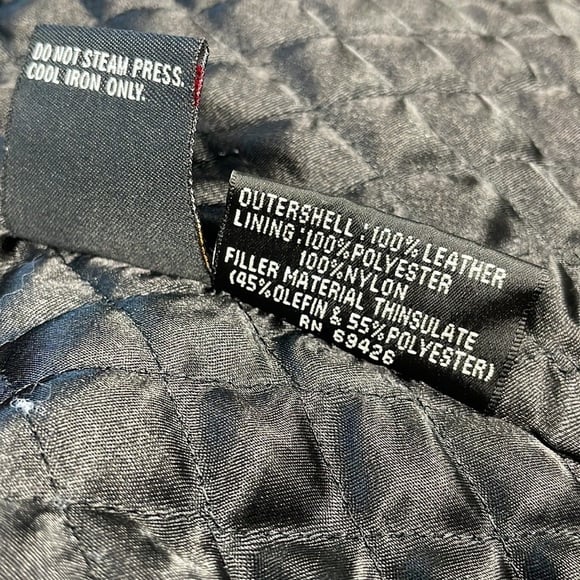 DO NOT STEAM PRESS.
COOL IRON ONLY.
OUTERSHELL : 100% LEATHER
LINING : 100% POLYESTER
100% NYLON
FILLER MATERIAL THINSULATE
(45% OLEFIN & 55% POLYESTER)
RN 69426